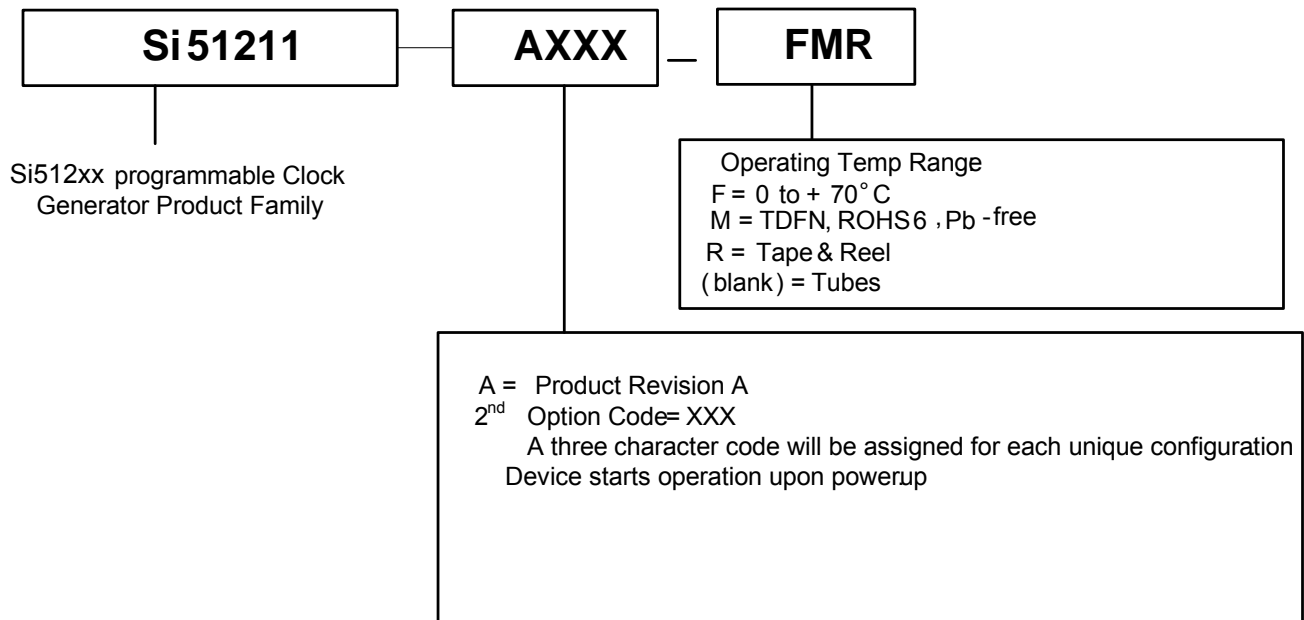 Si51211
AXXX
FMR
Si512xx programmable Clock
Generator Product Family
Operating Temp Range
F = 0 to + 70°C
M = TDFN, ROHS6 ,Pb -free
R = Tape & Reel
(blank) = Tubes
A = Product Revision A
2nd Option Code= XXX
A three character code will be assigned for each unique configuration
Device starts operation upon powerup